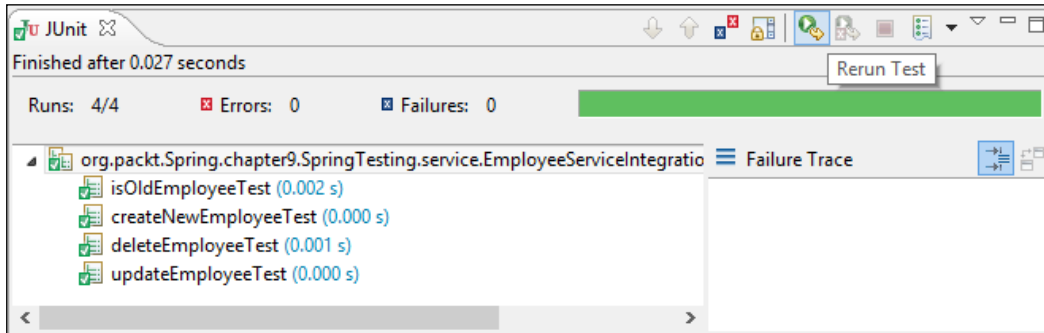 JUnit
Finished after 0.027 seconds
Rerun Test
Runs: 4/4 Errors: 0 Failures: 0
org.packt.Spring.chapter9.SpringTesting.service.EmployeeServiceIntegratio
Failure Trace
isOldEmployeeTest (0.002 s)
createNewEmployeeTest (0.000 s)
deleteEmployeeTest (0.001 s)
updateEmployeeTest (0.000 s)